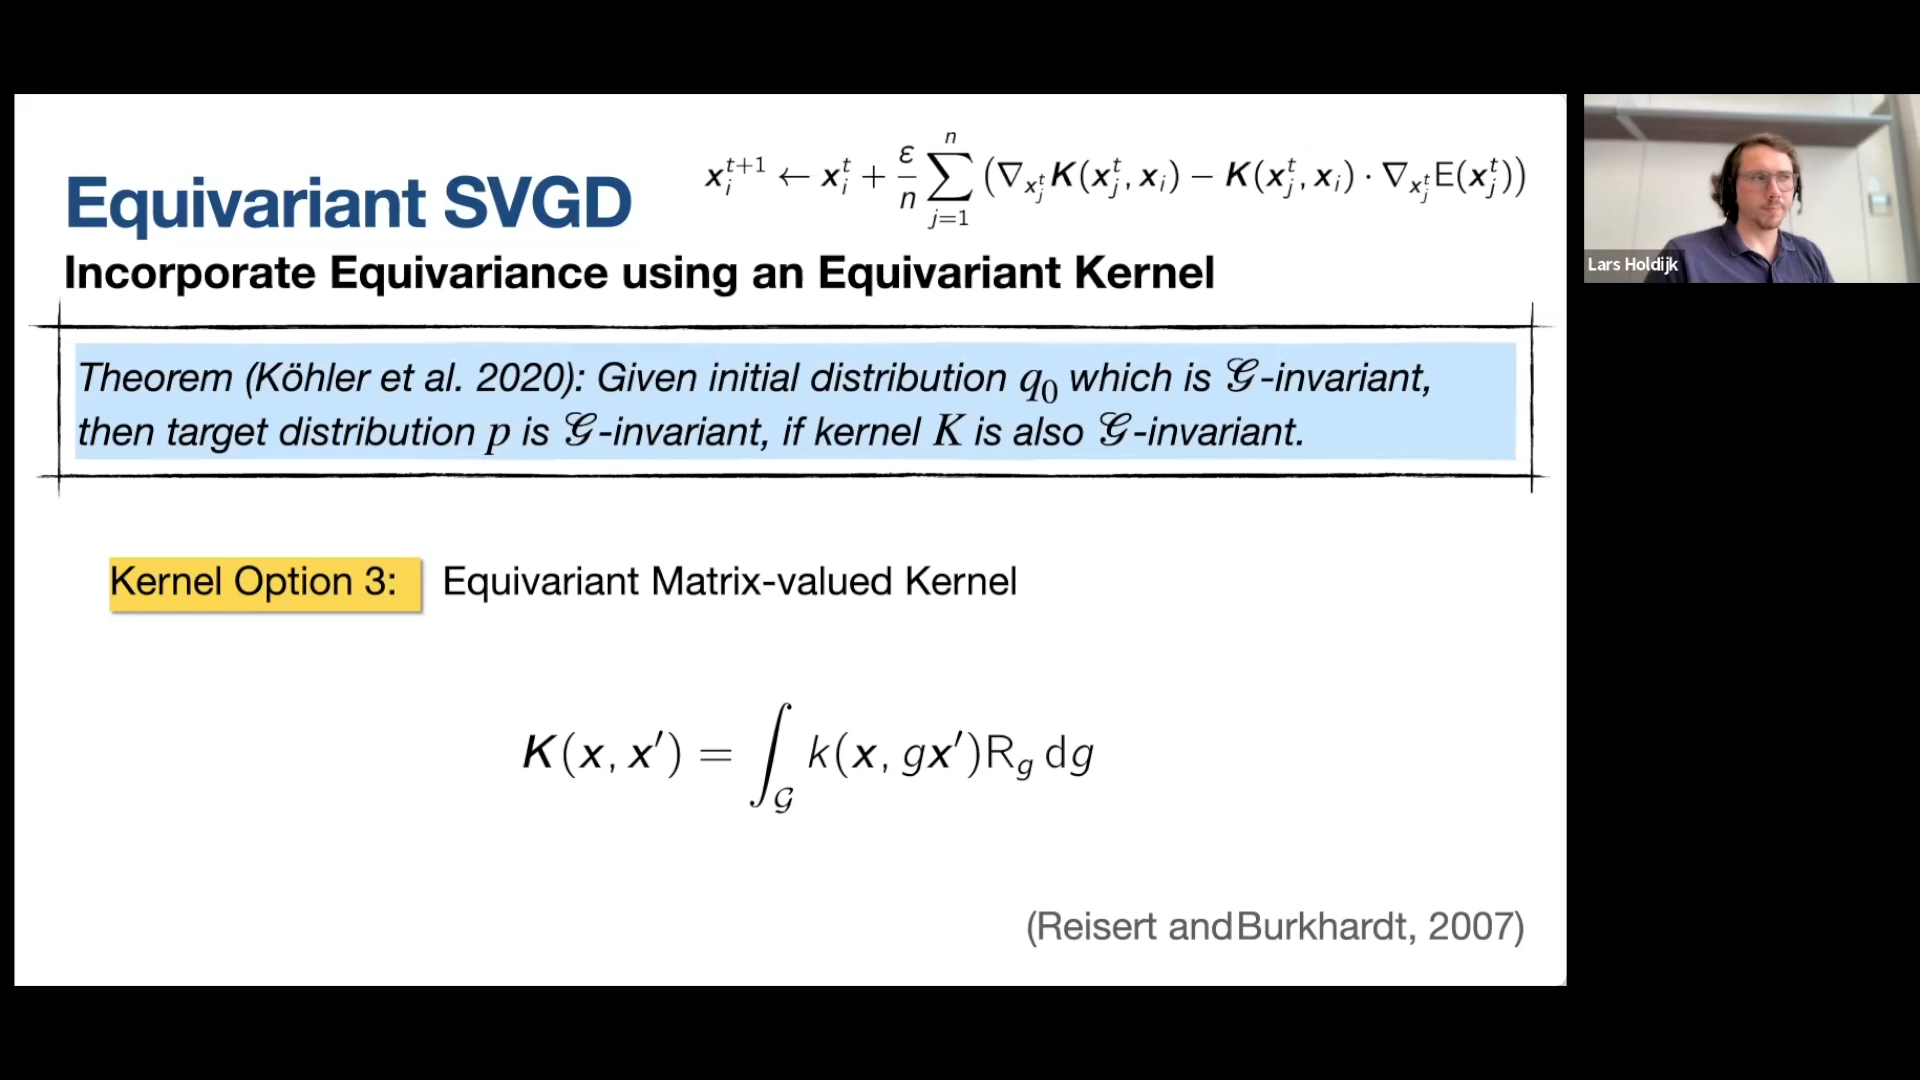 Equivariant SVGD
x_i^{t+1} ← x_i^t + ε/n ∑_{j=1}^{n} (∇_{x_j^t} K(x_j^t, x_i) − K(x_j^t, x_i) · ∇_{x_j^t} E(x_j^t))
Incorporate Equivariance using an Equivariant Kernel
Theorem (Köhler et al. 2020): Given initial distribution q_0 which is 𝒢-invariant,
then target distribution p is 𝒢-invariant, if kernel K is also 𝒢-invariant.
Kernel Option 3: Equivariant Matrix-valued Kernel
K(x, x′) = ∫_𝒢 k(x, gx′)R_g dg
(Reisert and Burkhardt, 2007)
Lars Holdijk